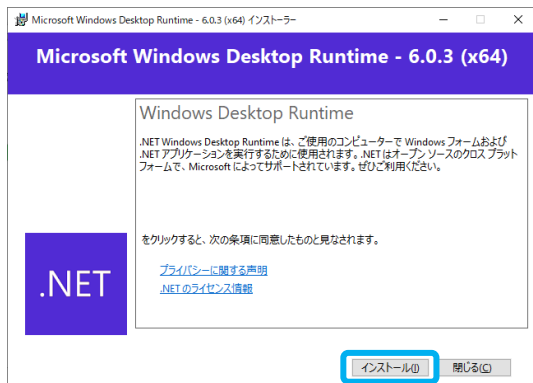 Microsoft Windows Desktop Runtime - 6.0.3 (x64) インストーラー
Microsoft Windows Desktop Runtime - 6.0.3 (x64)
Windows Desktop Runtime
.NET Windows Desktop Runtime は、ご使用のコンピューターで Windows フォームおよび
.NET アプリケーションを実行するために使用されます。.NET はオープン ソースのクロス プラット
フォームで、Microsoft によってサポートされています。ぜひご利用ください。
をクリックすると、次の条項に同意したものと見なされます。
プライバシーに関する声明
.NET のライセンス情報
.NET
インストール(I)
閉じる(C)